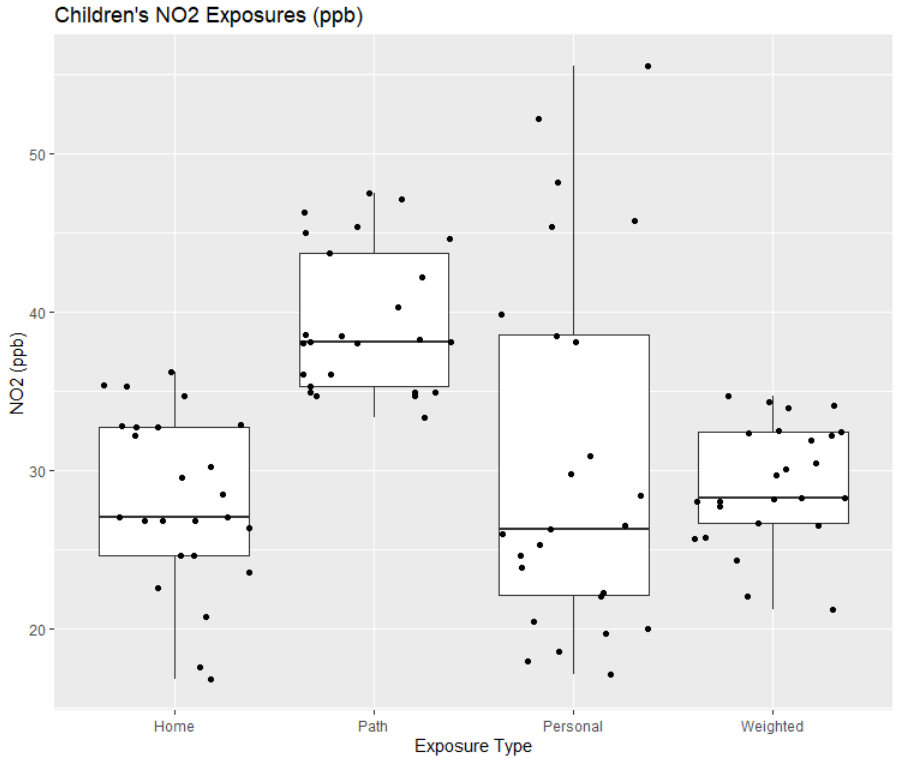 Children's NO2 Exposures (ppb)
NO2 (ppb)
50
40
30
20
Home Path Personal Weighted
Exposure Type